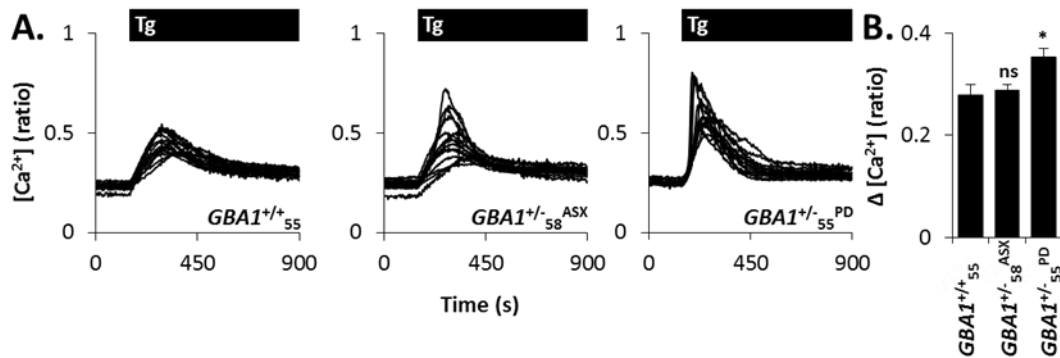 A.
[Ca²⁺] (ratio)
1
0.5
0
Tg
GBA1⁺/⁺₅₅
0 450 900
1
0.5
0
Tg
GBA1⁺/⁻₅₈ᴬˢˣ
0 450 900
1
0.5
0
Tg
GBA1⁺/⁻₅₅ᴾᴰ
0 450 900
Time (s)
B.
Δ [Ca²⁺] (ratio)
0.4
0.2
0
ns
*
GBA1⁺/⁺₅₅
GBA1⁺/⁻₅₈ᴬˢˣ
GBA1⁺/⁻₅₅ᴾᴰ